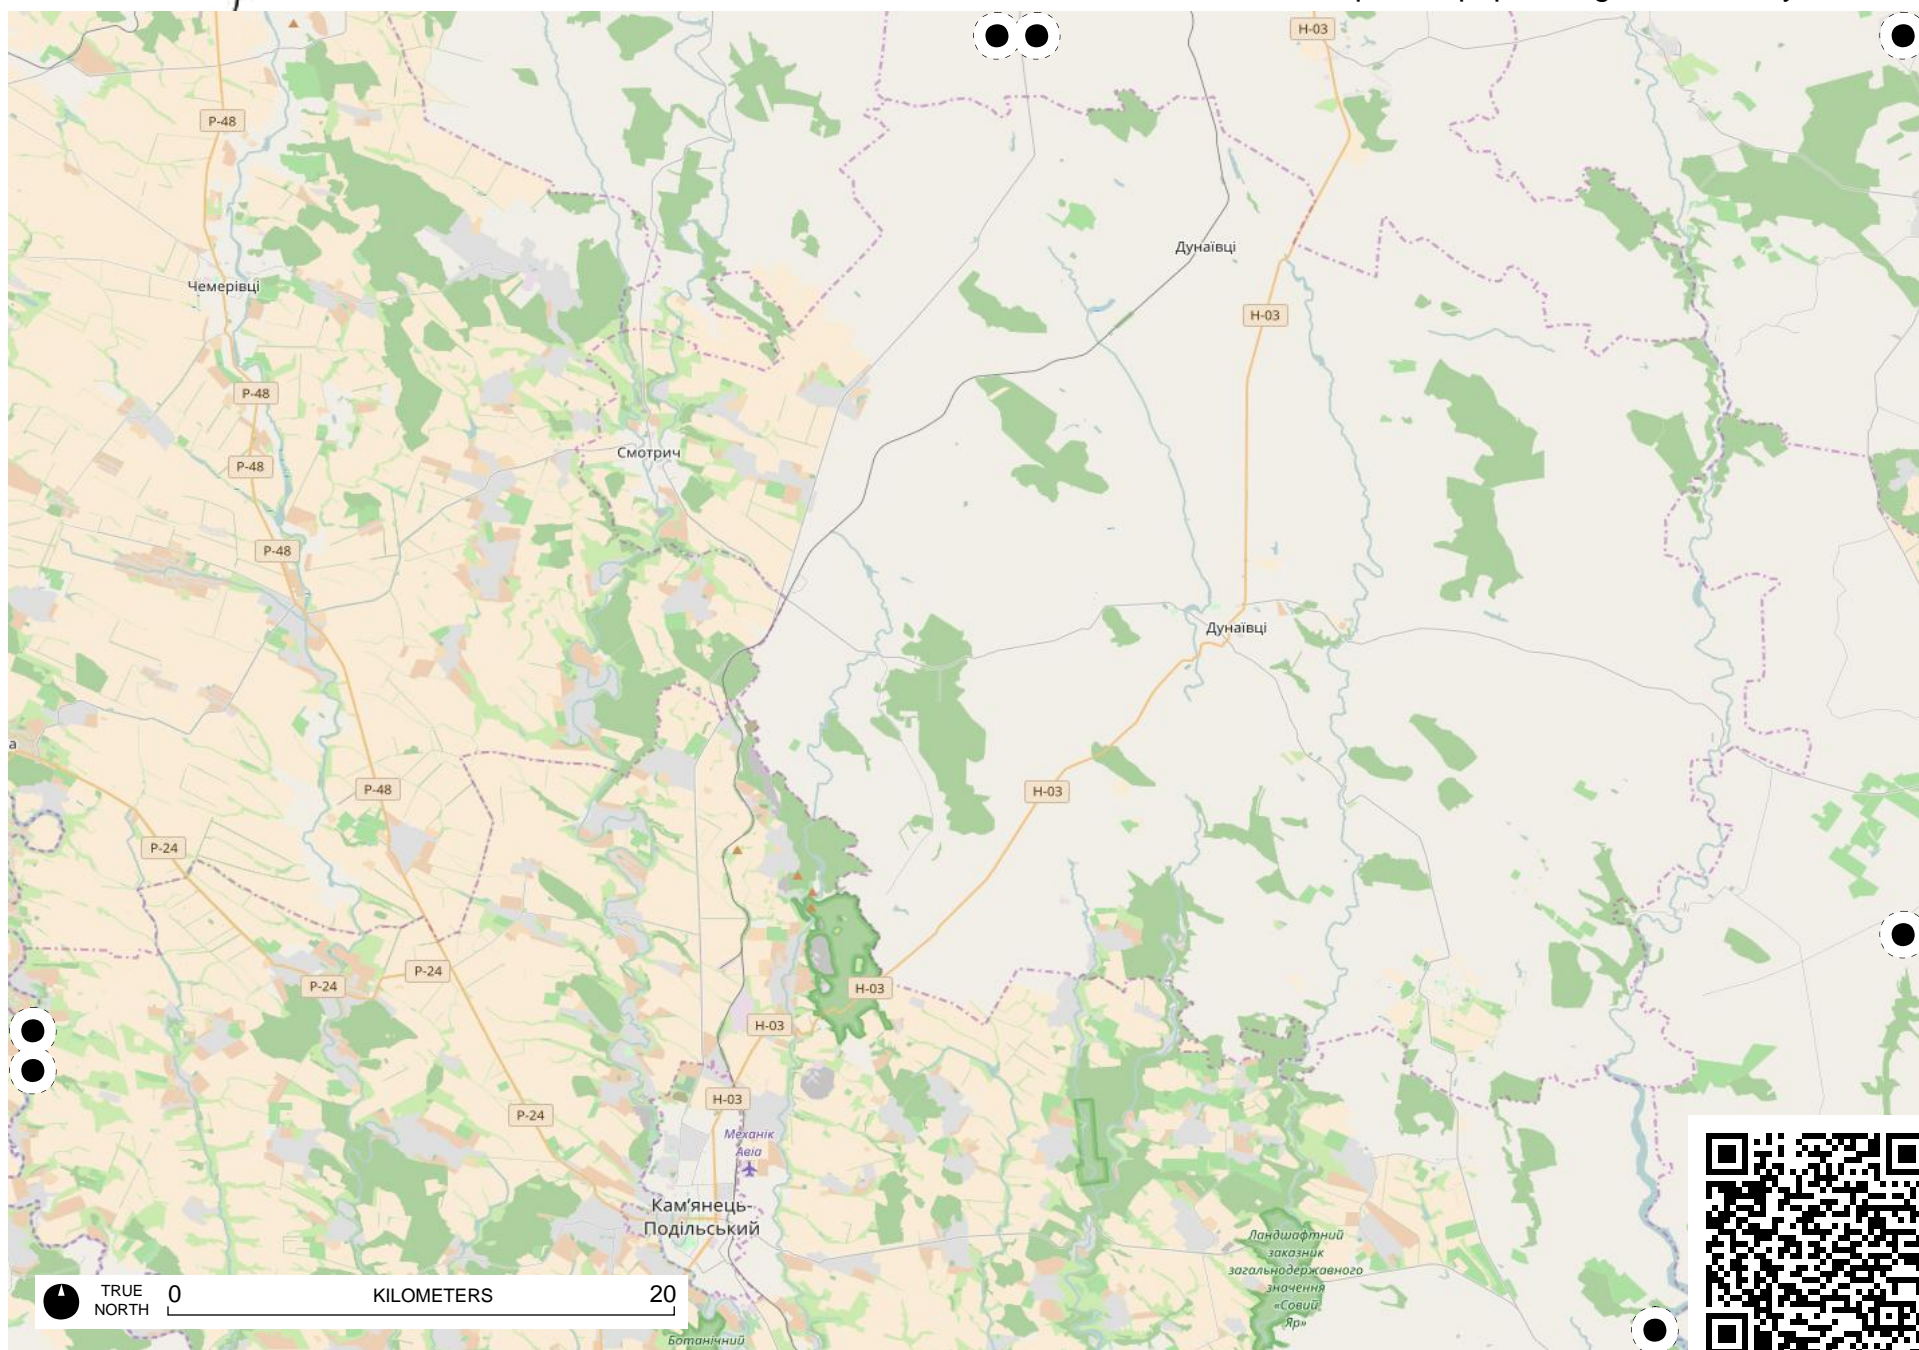 H-03
P-48
Дунаївці
Чемерівці
H-03
P-48
Смотрич
P-48
P-48
Дунаївці
а
P-48
H-03
P-24
P-24
P-24
H-03
H-03
H-03
P-24
Механік
Авіа
Кам'янець-
Подільський
Ландшафтний
заказник
загальнодержавного
значення
«Совий
Яр»
TRUE
NORTH
0 KILOMETERS 20
Ботанічний